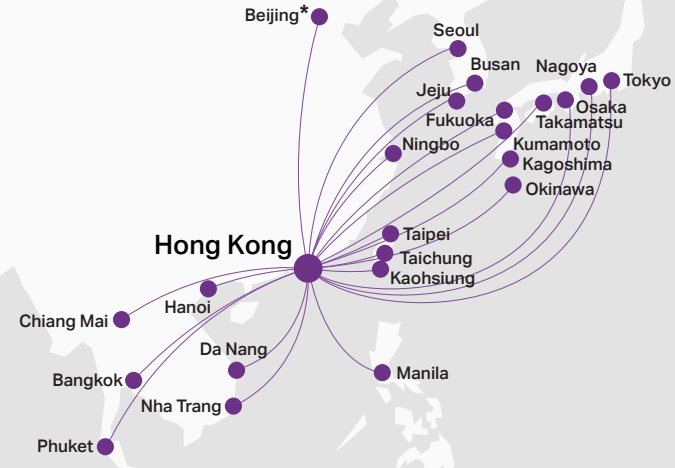 Beijing*
Seoul
Busan
Nagoya
Tokyo
Jeju
Osaka
Fukuoka
Takamatsu
Ningbo
Kumamoto
Kagoshima
Okinawa
Taipei
Hong Kong
Taichung
Kaohsiung
Hanoi
Chiang Mai
Da Nang
Manila
Bangkok
Nha Trang
Phuket